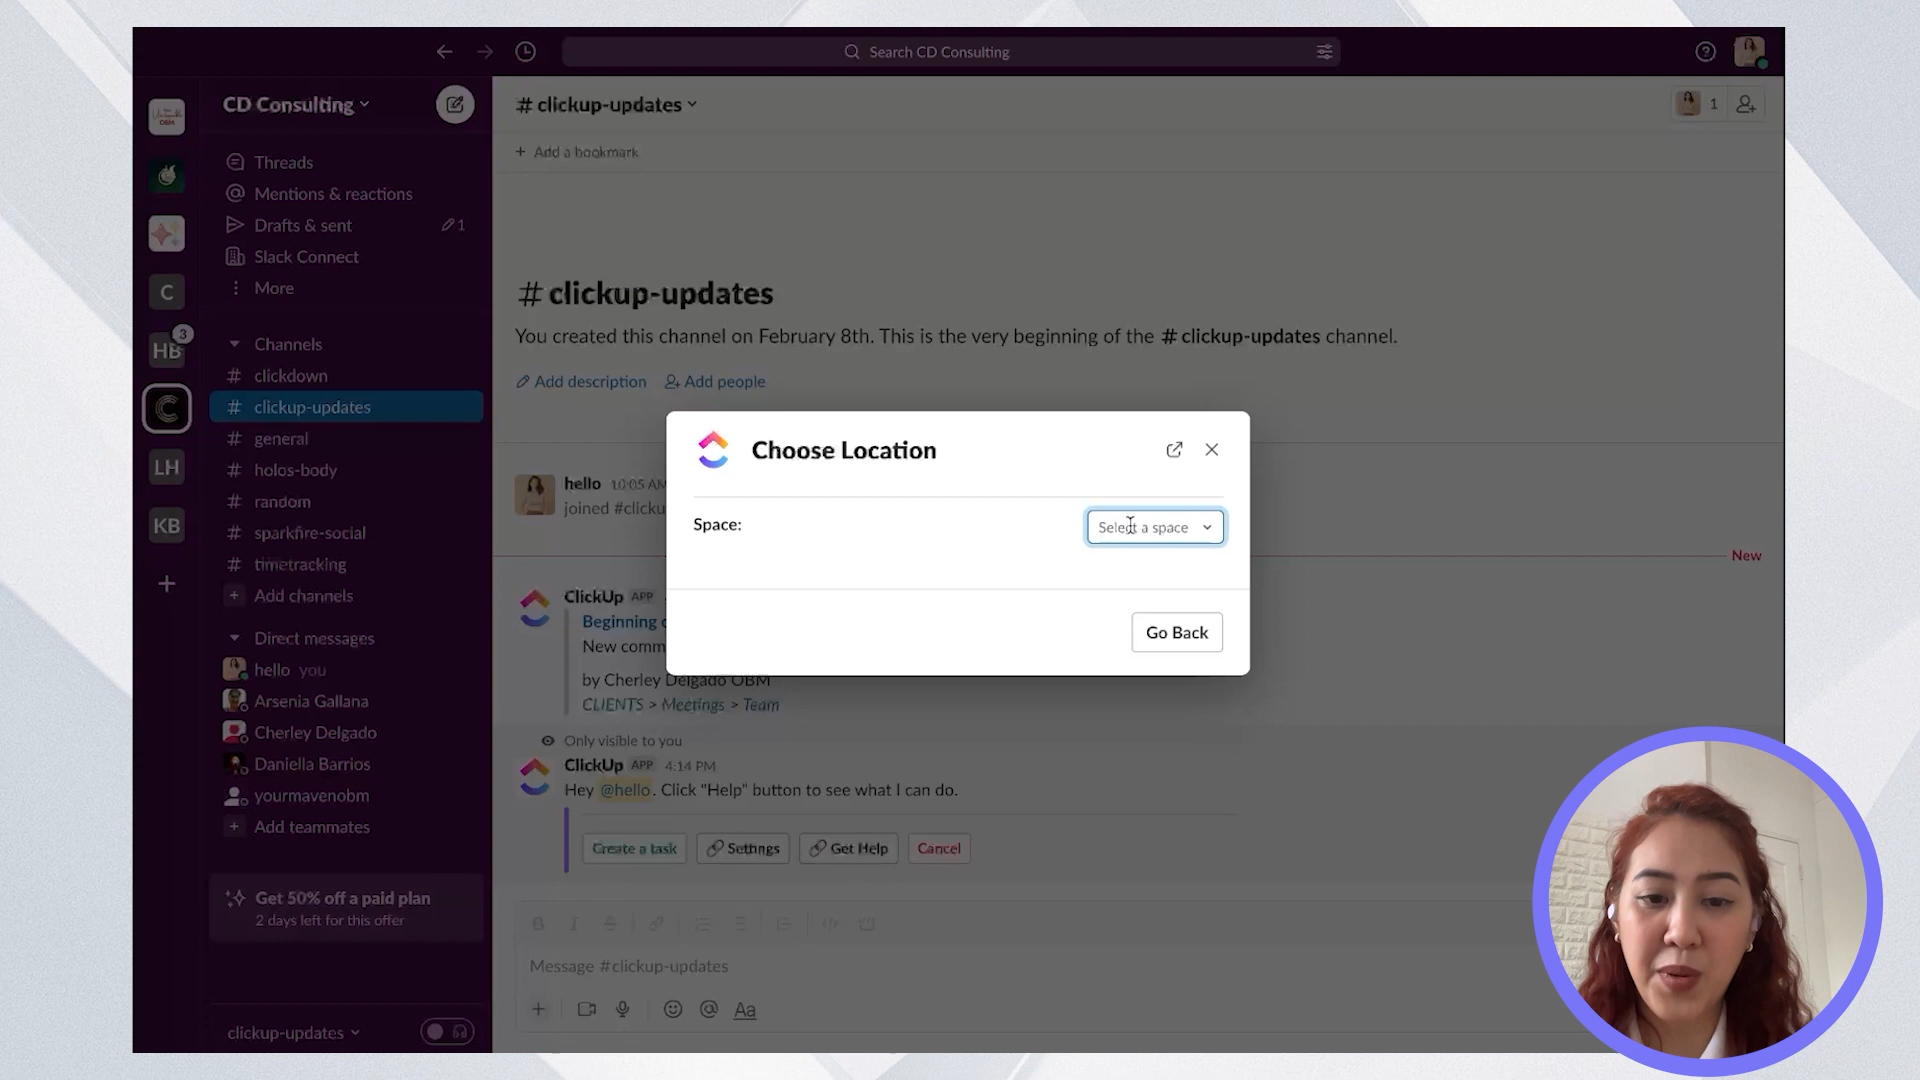 Search CD Consulting
CD Consulting
Threads
Mentions & reactions
Drafts & sent
1
Slack Connect
More
C
HB
3
C
LH
KB
Channels
clickdown
clickup-updates
general
holos-body
random
sparkfire-social
timetracking
Add channels
Direct messages
hello you
Arsenia Gallana
Cherley Delgado
Daniella Barrios
yourmavenobm
Add teammates
Get 50% off a paid plan
2 days left for this offer
clickup-updates
# clickup-updates
1
+ Add a bookmark
# clickup-updates
You created this channel on February 8th. This is the very beginning of the # clickup-updates channel.
Add description
Add people
hello 10:05 AM
joined #clicku
New
Choose Location
Space:
Select a space
Go Back
ClickUp APP
Beginning
New comm
by Cherley Delgado OBM
CLIENTS > Meetings > Team
Only visible to you
ClickUp APP 4:14 PM
Hey @hello. Click "Help" button to see what I can do.
Create a task
Settings
Get Help
Cancel
Message #clickup-updates
Aa